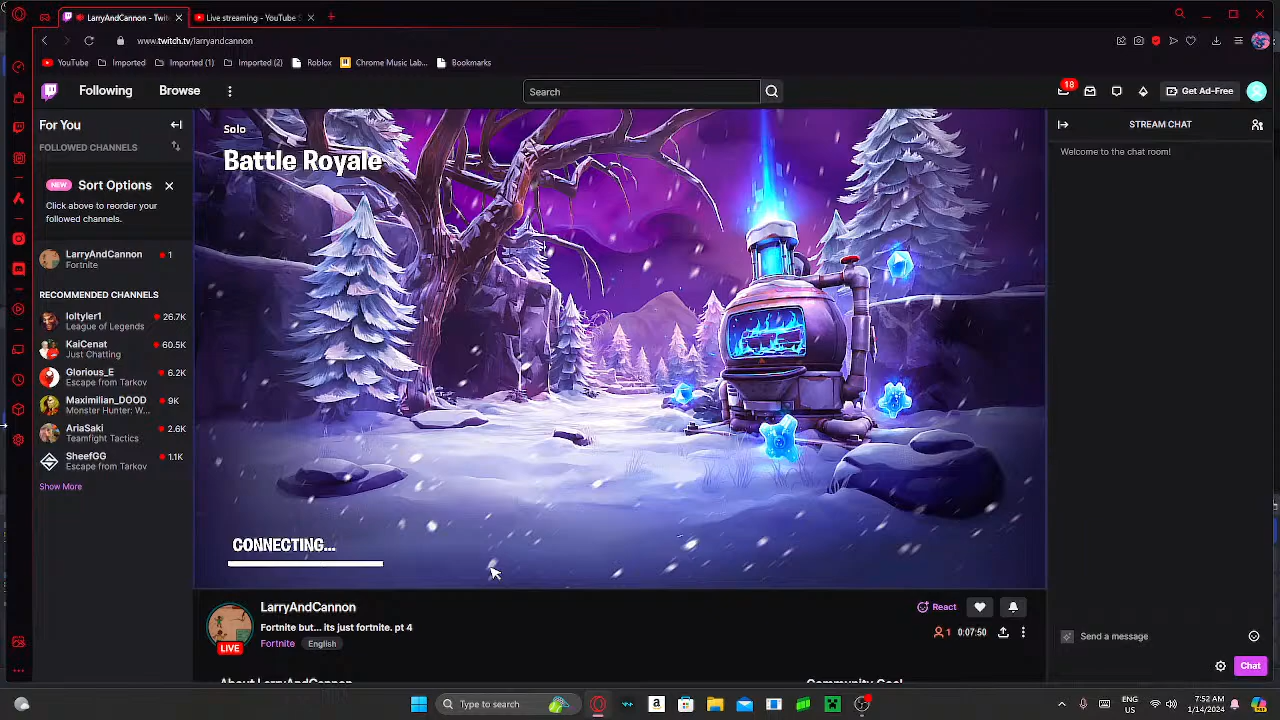 LarryAndCannon - Twit
Live streaming - YouTube S
www.twitch.tv/larryandcannon
YouTube
Imported
Imported (1)
Imported (2)
Roblox
Chrome Music Lab...
Bookmarks
Following
Browse
Search
18
Get Ad-Free
For You
FOLLOWED CHANNELS
NEW
Sort Options
Click above to reorder your
followed channels.
LarryAndCannon
1
Fortnite
RECOMMENDED CHANNELS
loltyler1
26.7K
League of Legends
KaiCenat
60.5K
Just Chatting
Glorious_E
6.2K
Escape from Tarkov
Maximilian_DOOD
9K
Monster Hunter: W...
AriaSaki
2.6K
Teamfight Tactics
SheefGG
1.1K
Escape from Tarkov
Show More
Solo
Battle Royale
CONNECTING...
STREAM CHAT
Welcome to the chat room!
LarryAndCannon
Fortnite but... its just fortnite. pt 4
Fortnite
English
LIVE
React
1
0:07:50
About LarryAndCannon
Community Goal
Send a message
Chat
Type to search
ENG
US
7:52 AM
1/14/2024